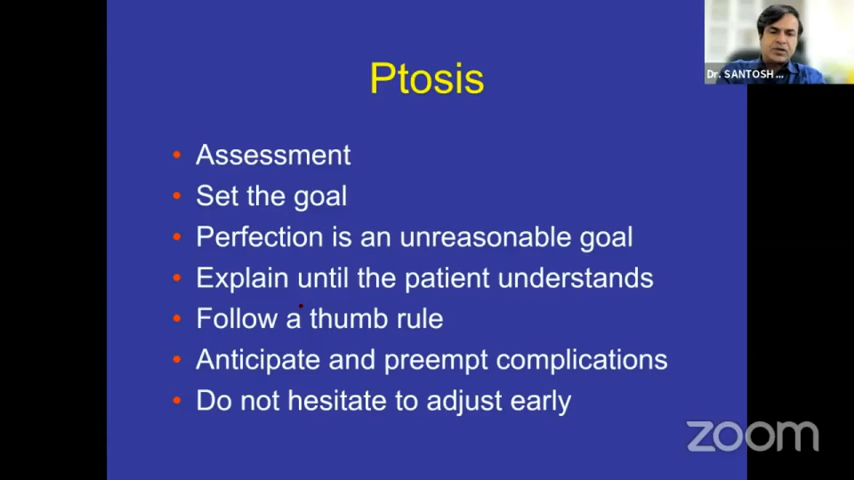 Ptosis
Dr. SANTOSH...
• Assessment
• Set the goal
• Perfection is an unreasonable goal
• Explain until the patient understands
• Follow a thumb rule
• Anticipate and preempt complications
• Do not hesitate to adjust early
zoom